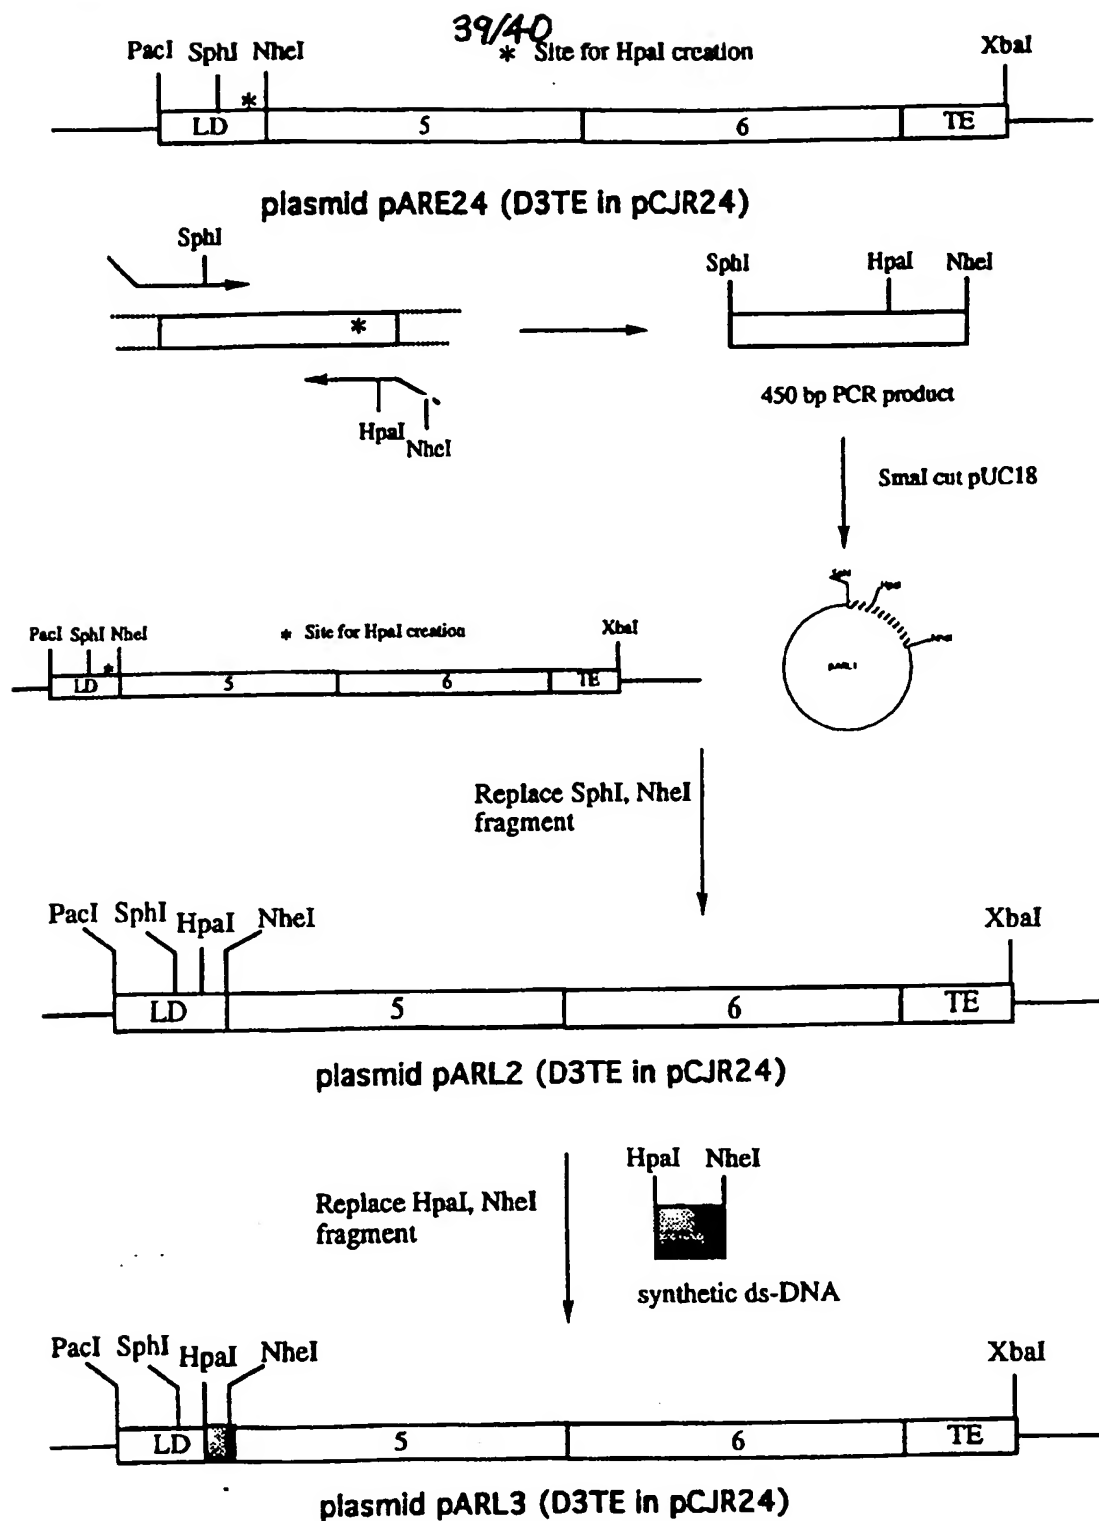 39/40
* Site for HpaI creation
PacI SphI NheI XbaI
* 
LD 5 6 TE
plasmid pARE24 (D3TE in pCJR24)
SphI
SphI HpaI NheI
*
HpaI
NheI
450 bp PCR product
SmaI cut pUC18
SphI
HpaI
NheI
pARL1
PacI SphI NheI * Site for HpaI creation XbaI
*
LD 5 6 TE
Replace SphI, NheI
fragment
PacI SphI HpaI NheI XbaI
LD 5 6 TE
plasmid pARL2 (D3TE in pCJR24)
HpaI NheI
Replace HpaI, NheI
fragment
synthetic ds-DNA
PacI SphI HpaI NheI XbaI
LD 5 6 TE
plasmid pARL3 (D3TE in pCJR24)